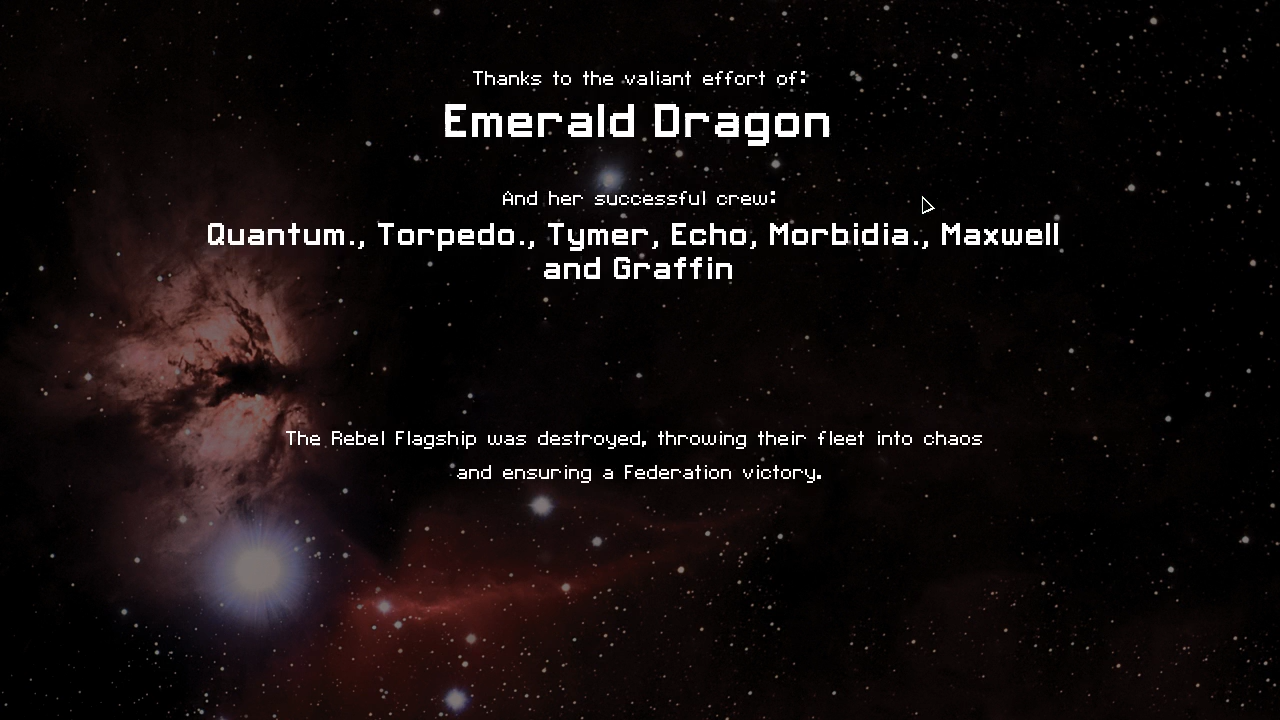 Thanks to the valiant effort of:
Emerald Dragon
And her successful crew:
Quantum., Torpedo., Tymer, Echo, Morbidia., Maxwell
and Graffin
The Rebel Flagship was destroyed, throwing their fleet into chaos
and ensuring a Federation victory.